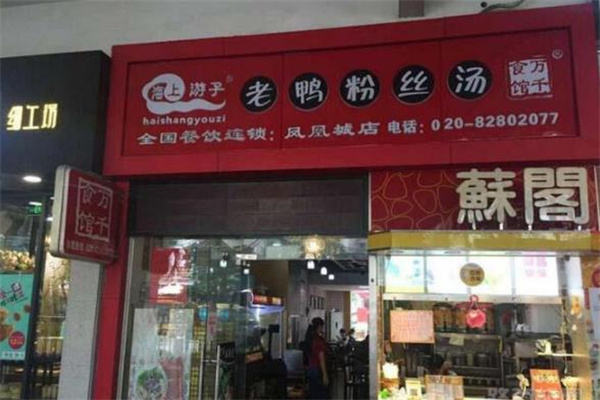 海上游子®
haishangyouzi
老鸭粉丝汤
万千食馆
全国餐饮连锁：凤凰城店 电话：020-82802077
工场
万千食馆
蘇閣